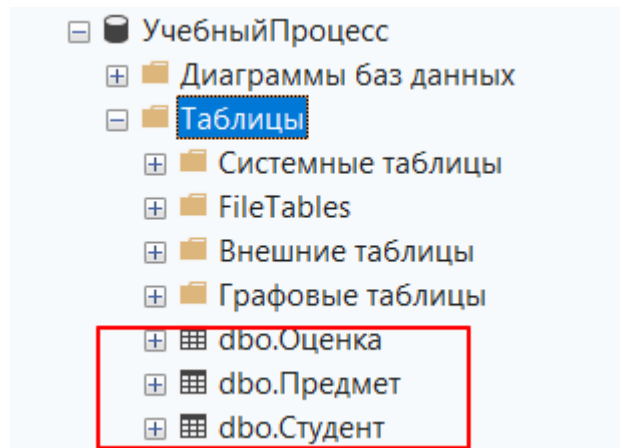 УчебныйПроцесс
Диаграммы баз данных
Таблицы
Системные таблицы
FileTables
Внешние таблицы
Графовые таблицы
dbo.Оценка
dbo.Предмет
dbo.Студент